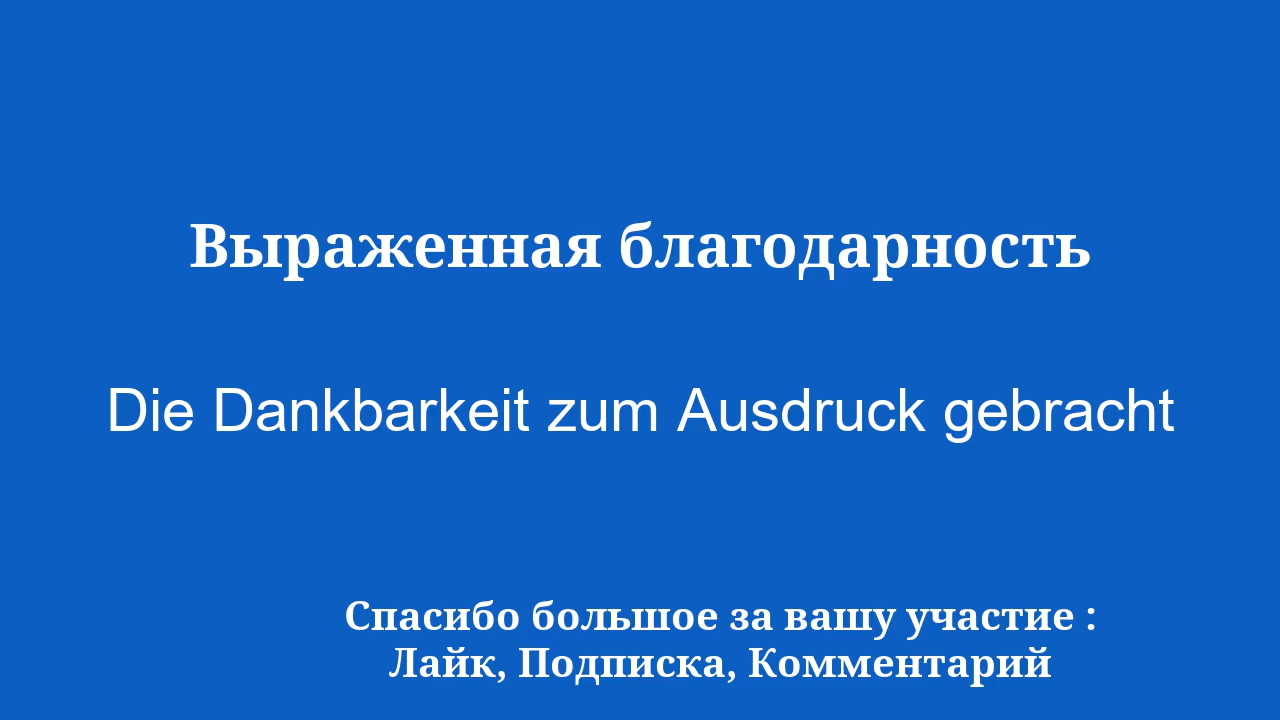 Выраженная благодарность
Die Dankbarkeit zum Ausdruck gebracht
Спасибо большое за вашу участие :
Лайк, Подписка, Комментарий